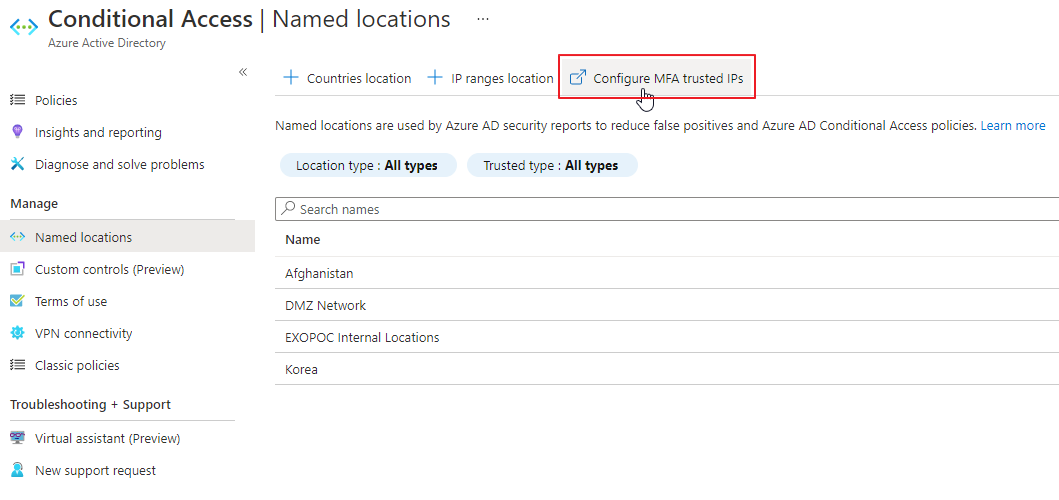 Conditional Access | Named locations ...
Azure Active Directory
«
Policies
Insights and reporting
Diagnose and solve problems
Manage
Named locations
Custom controls (Preview)
Terms of use
VPN connectivity
Classic policies
Troubleshooting + Support
Virtual assistant (Preview)
New support request
+ Countries location + IP ranges location Configure MFA trusted IPs
Named locations are used by Azure AD security reports to reduce false positives and Azure AD Conditional Access policies. Learn more
Location type : All types Trusted type : All types
Search names
Name
Afghanistan
DMZ Network
EXOPOC Internal Locations
Korea